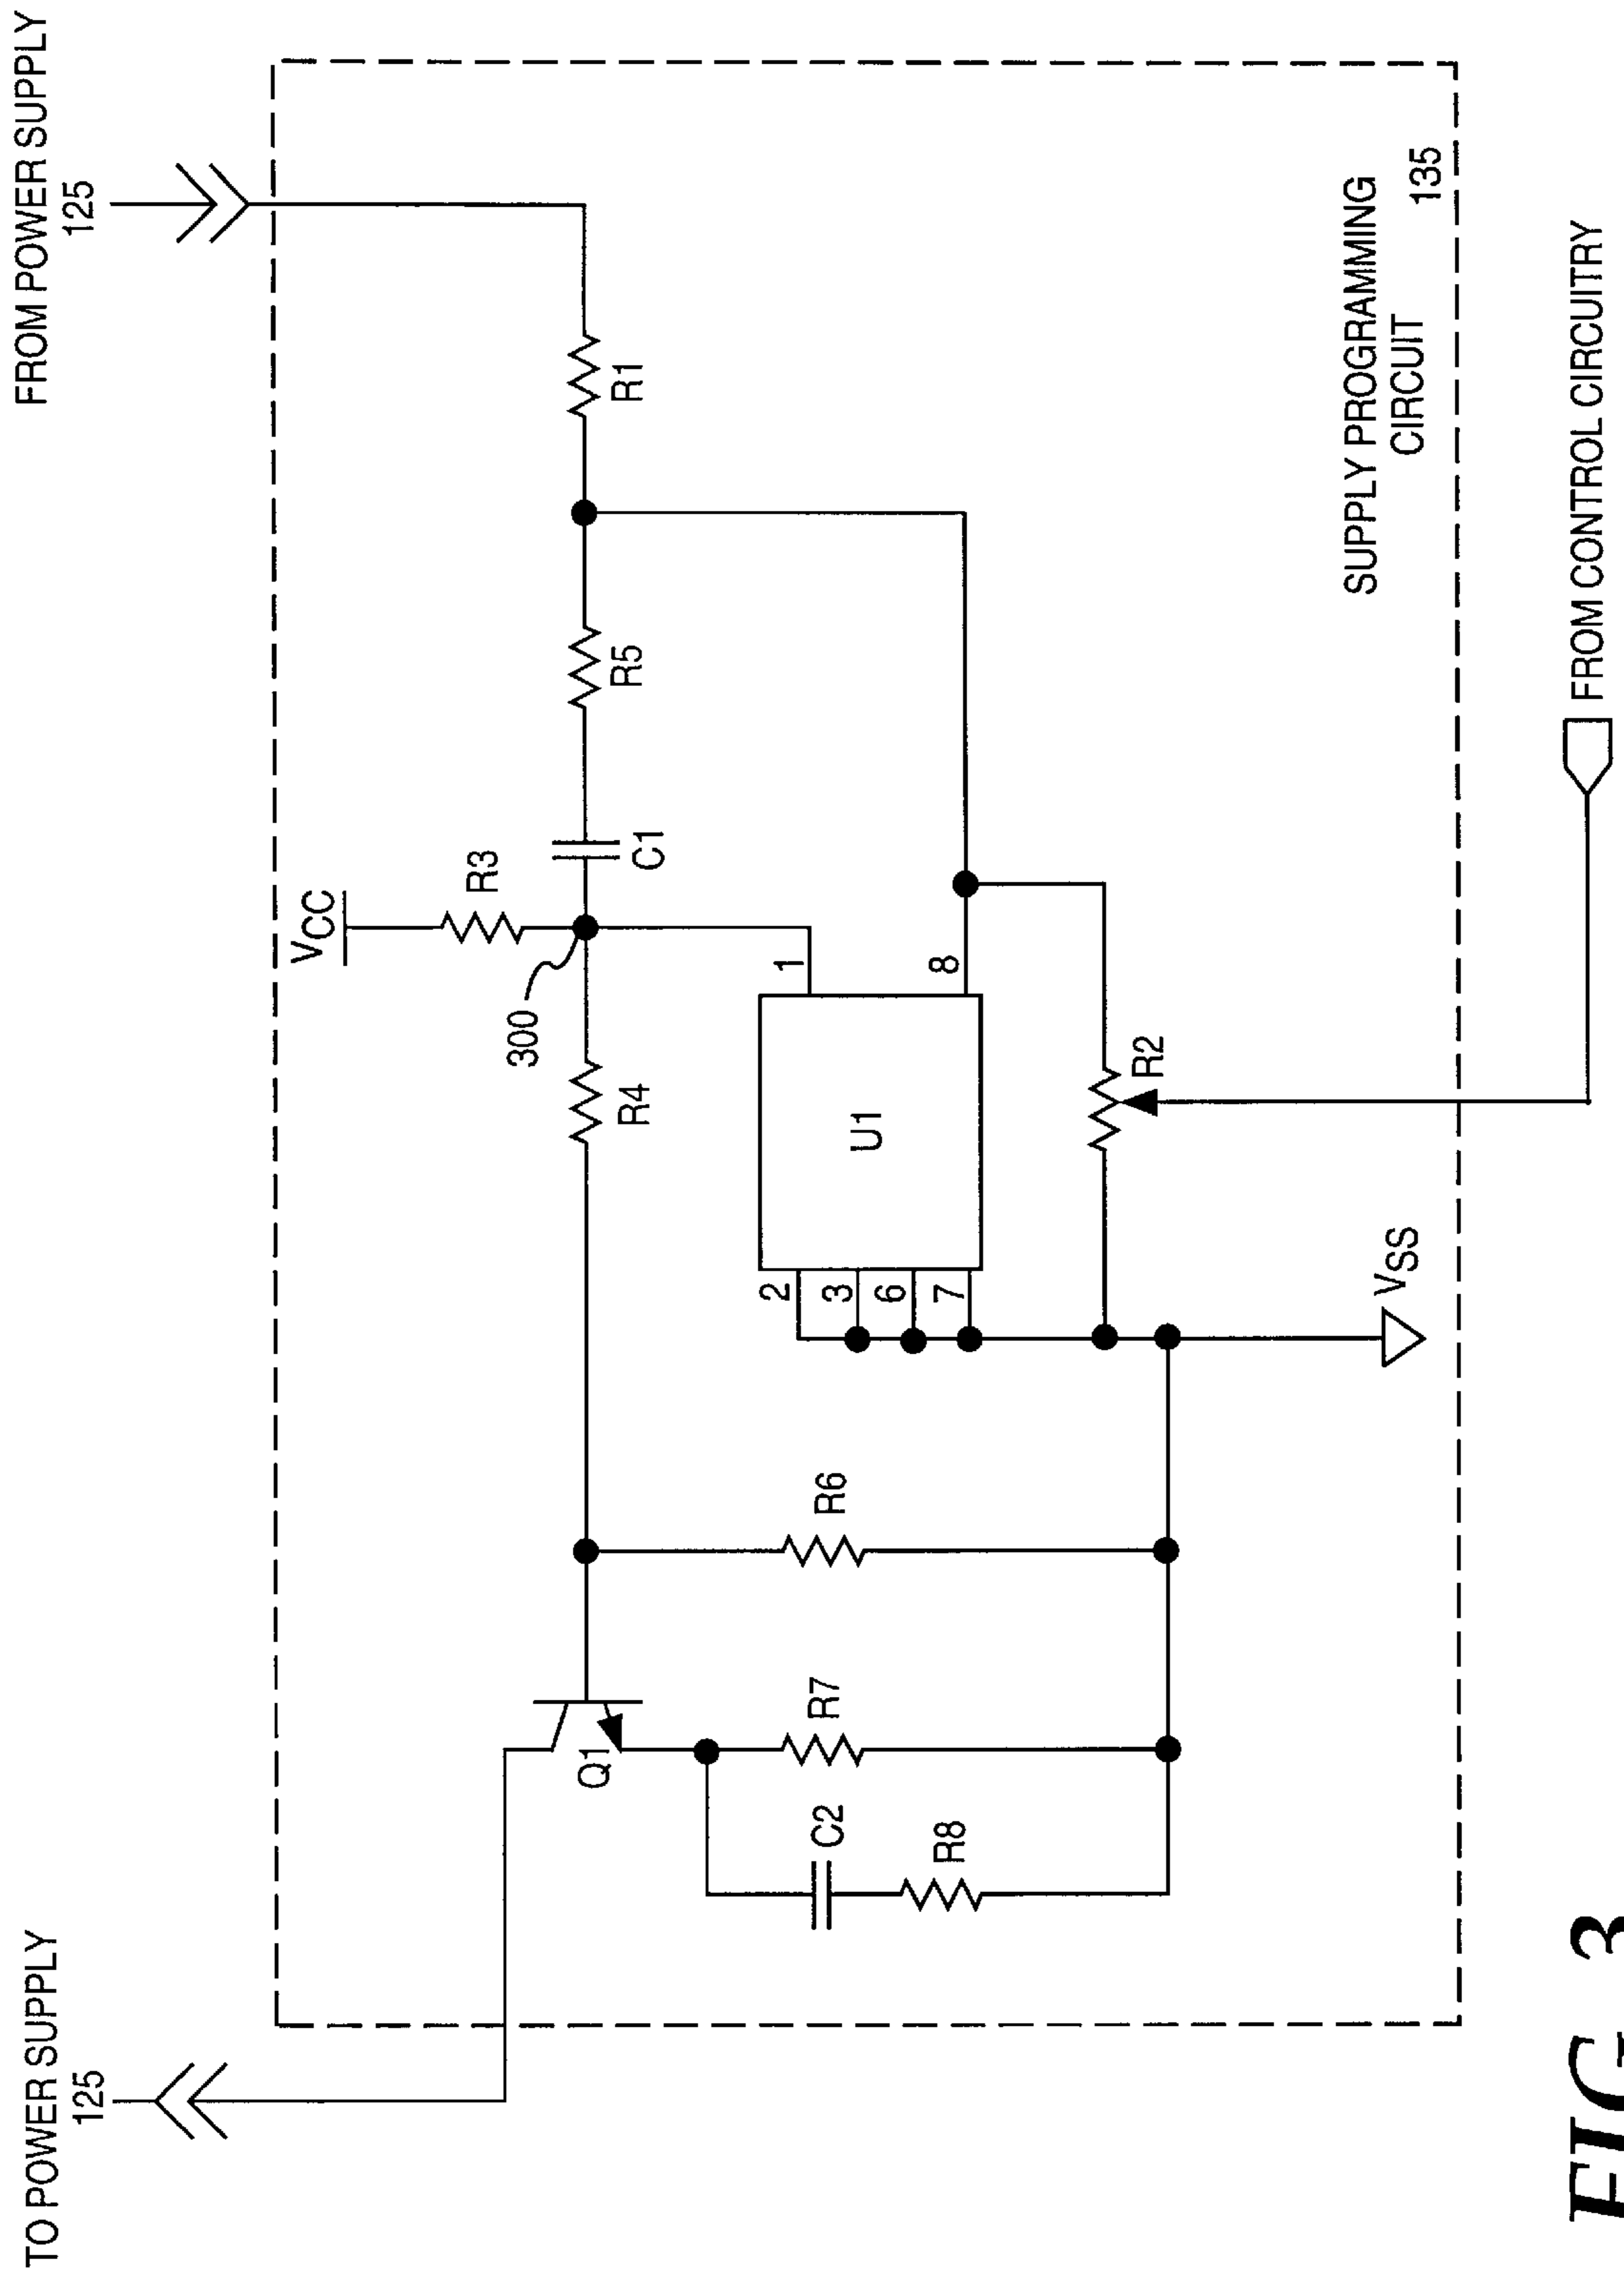 TO POWER SUPPLY
125
FROM POWER SUPPLY
125
VCC
R3
300
R4
C1
R5
R1
Q1
R6
R7
C2
R8
U1
1
2
3
6
7
8
R2
VSS
SUPPLY PROGRAMMING
CIRCUIT
135
FROM CONTROL CIRCUITRY
FIG. 3